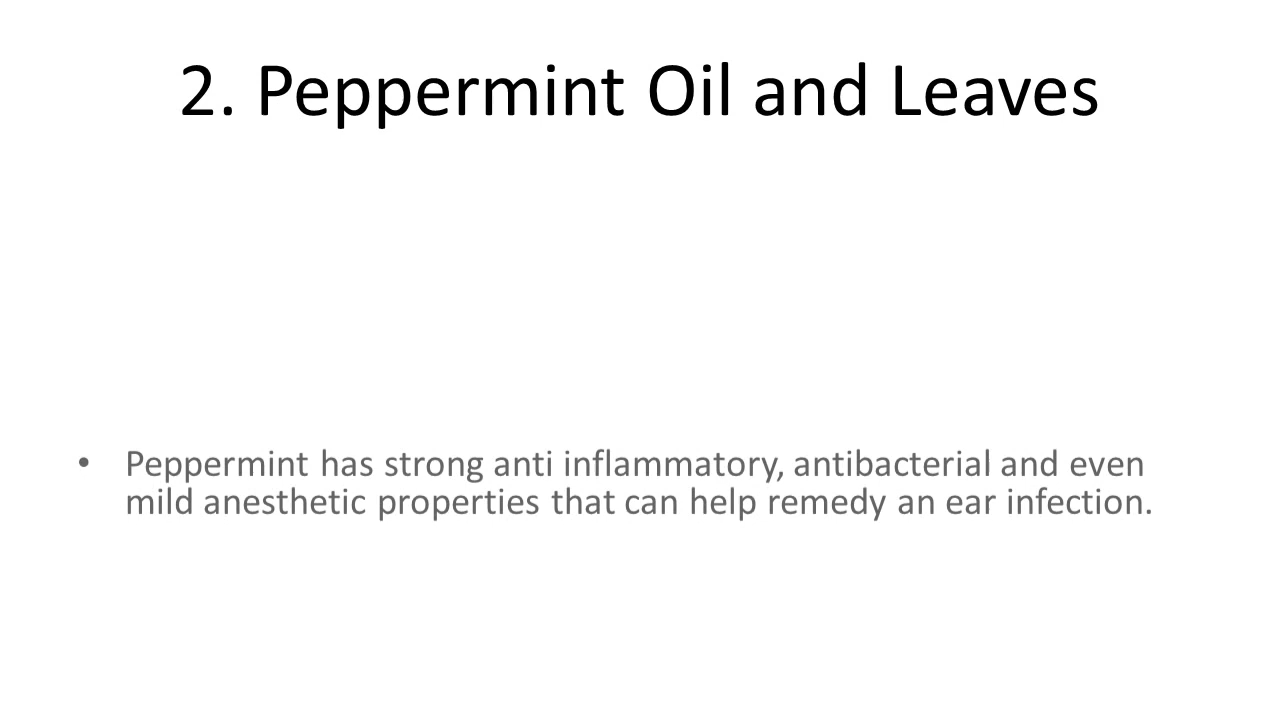 2. Peppermint Oil and Leaves
• Peppermint has strong anti inflammatory, antibacterial and even
mild anesthetic properties that can help remedy an ear infection.